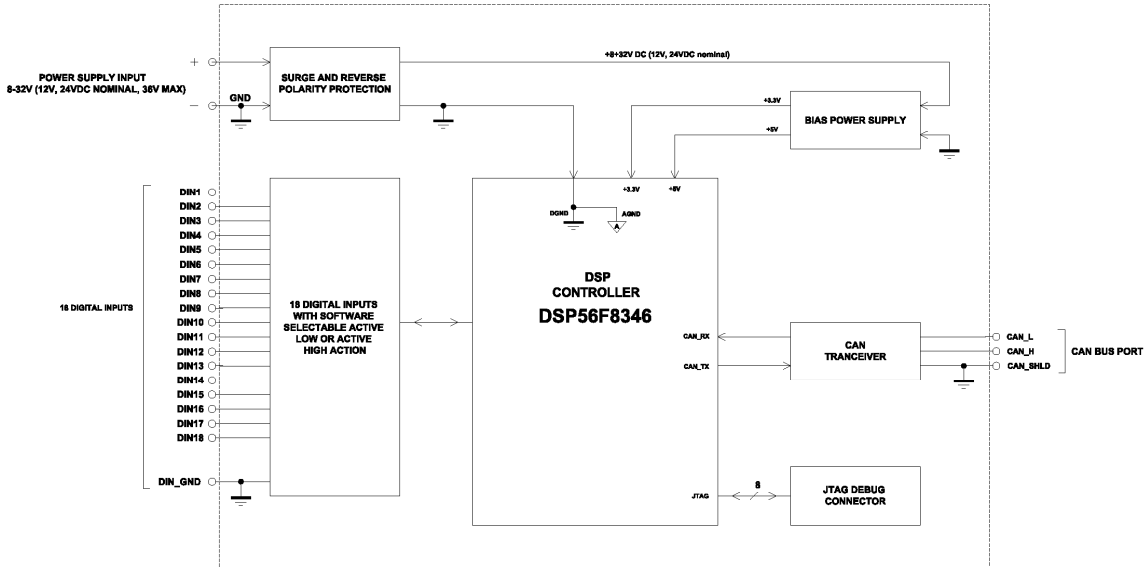 +8+32V DC (12V, 24VDC nominal)
+
POWER SUPPLY INPUT
8-32V (12V, 24VDC NOMINAL, 36V MAX)
SURGE AND REVERSE
POLARITY PROTECTION
GND
–
+3.3V
BIAS POWER SUPPLY
+5V
DIN1
DIN2
DIN3
DIN4
DIN5
DIN6
DIN7
DIN8
DIN9
DIN10
DIN11
DIN12
DIN13
DIN14
DIN15
DIN16
DIN17
DIN18
DIN_GND
18 DIGITAL INPUTS
18 DIGITAL INPUTS
WITH SOFTWARE
SELECTABLE ACTIVE
LOW OR ACTIVE
HIGH ACTION
+3.3V
+5V
DGND
AGND
A
DSP
CONTROLLER
DSP56F8346
CAN_RX
CAN_TX
CAN
TRANCEIVER
CAN_L
CAN_H
CAN_SHLD
CAN BUS PORT
JTAG
8
JTAG DEBUG
CONNECTOR